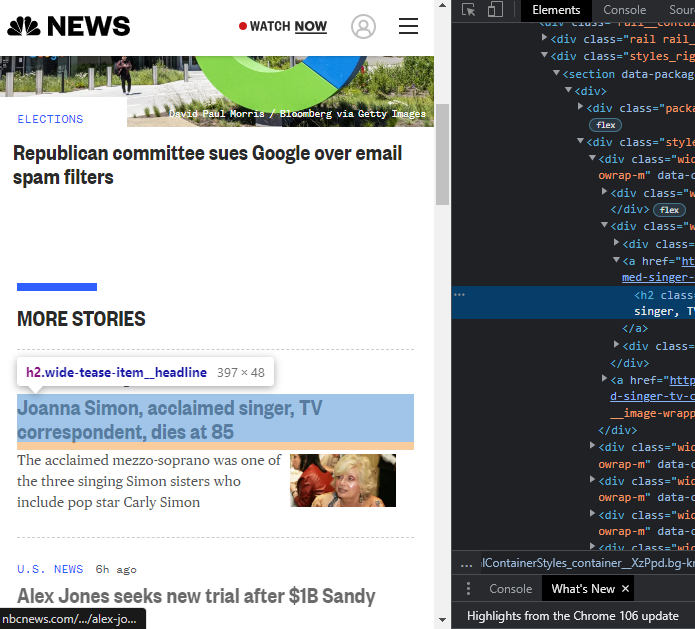 NEWS
WATCH NOW
David Paul Morris / Bloomberg via Getty Images
ELECTIONS
Republican committee sues Google over email
spam filters
MORE STORIES
h2.wide-tease-item__headline 397 × 48
Joanna Simon, acclaimed singer, TV
correspondent, dies at 85
The acclaimed mezzo-soprano was one of
the three singing Simon sisters who
include pop star Carly Simon
U.S. NEWS 6h ago
Alex Jones seeks new trial after $1B Sandy
nbcnews.com/.../alex-jo...
Elements Console Sour
<div class="rail rail_
<div class="styles_rig
<section data-packag
<div>
<div class="packa
flex
<div class="style
<div class="wid
owrap-m" data-c
<div class="w
</div> flex
<div class="w
<div class=
<a href="ht
med-singer-
<h2 class
singer, T
</a>
<div class=
</div>
<a href="http
d-singer-tv-c
__image-wrapp
</div>
<div class="wid
owrap-m" data-c
<div class="wid
owrap-m" data-c
<div class="wid
owrap-m" data-c
<div class="wid
... lContainerStyles_container__XzPpd.bg-kn
Console What's New ×
Highlights from the Chrome 106 update